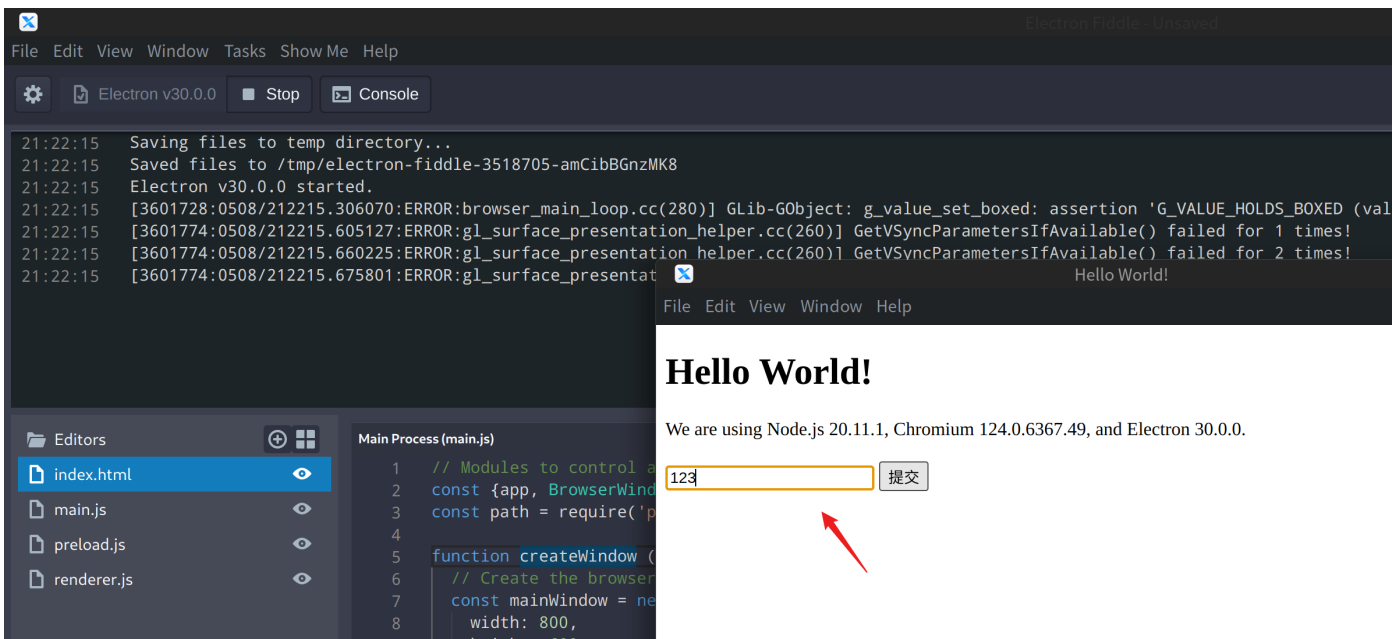 Electron Fiddle - Unsaved
File Edit View Window Tasks Show Me Help
Electron v30.0.0 Stop Console
21:22:15 Saving files to temp directory...
21:22:15 Saved files to /tmp/electron-fiddle-3518705-amCibBGnzMK8
21:22:15 Electron v30.0.0 started.
21:22:15 [3601728:0508/212215.306070:ERROR:browser_main_loop.cc(280)] GLib-GObject: g_value_set_boxed: assertion 'G_VALUE_HOLDS_BOXED (val
21:22:15 [3601774:0508/212215.605127:ERROR:gl_surface_presentation_helper.cc(260)] GetVSyncParametersIfAvailable() failed for 1 times!
21:22:15 [3601774:0508/212215.660225:ERROR:gl_surface_presentation_helper.cc(260)] GetVSyncParametersIfAvailable() failed for 2 times!
21:22:15 [3601774:0508/212215.675801:ERROR:gl_surface_presentat
Hello World!
File Edit View Window Help
Hello World!
We are using Node.js 20.11.1, Chromium 124.0.6367.49, and Electron 30.0.0.
123 提交
Editors
index.html
main.js
preload.js
renderer.js
Main Process (main.js)
1 // Modules to control a
2 const {app, BrowserWind
3 const path = require('p
4
5 function createWindow (
6 // Create the browser
7 const mainWindow = ne
8 width: 800,